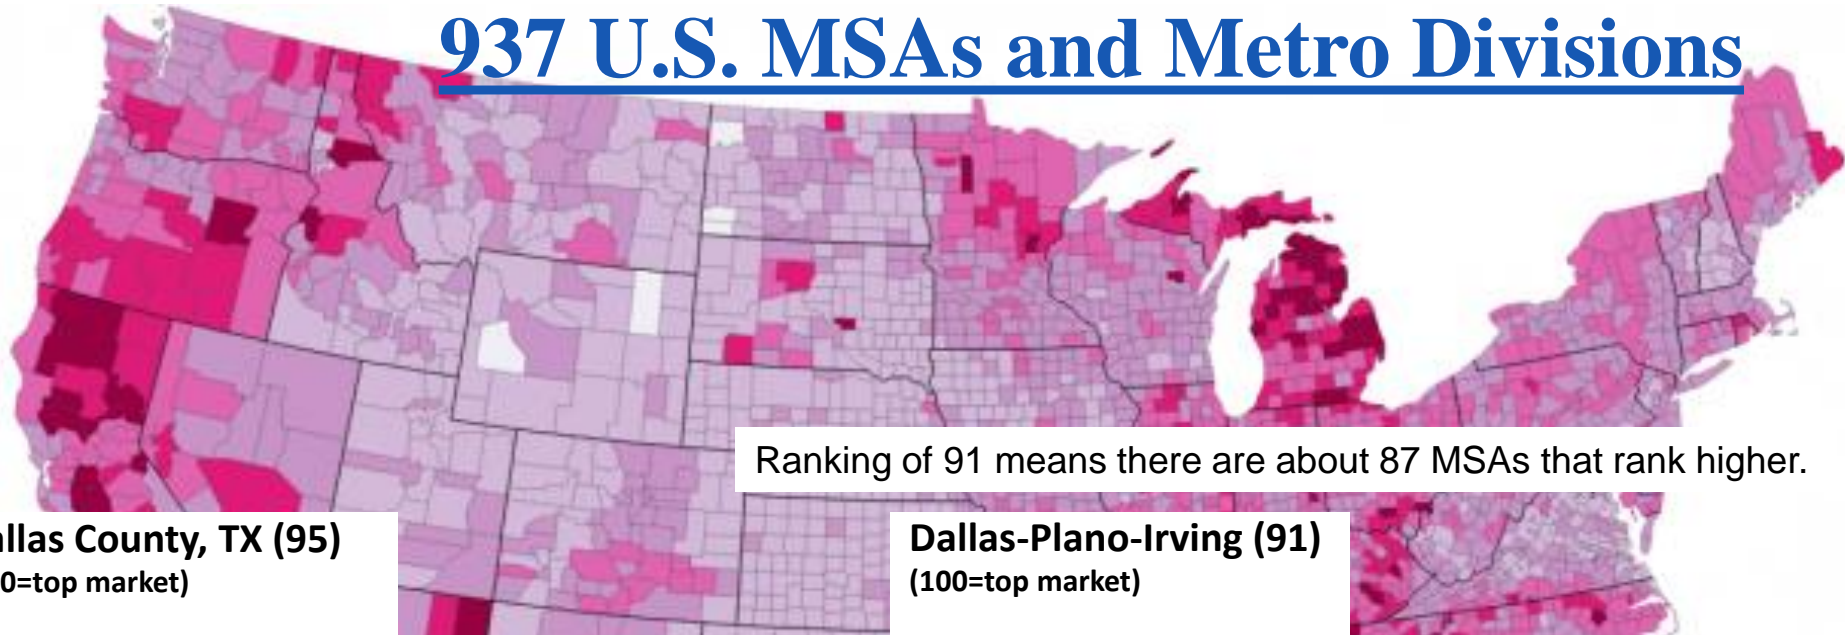 937 U.S. MSAs and Metro Divisions
Ranking of 91 means there are about 87 MSAs that rank higher.
allas County, TX (95)
0=top market)
Dallas-Plano-Irving (91)
(100=top market)